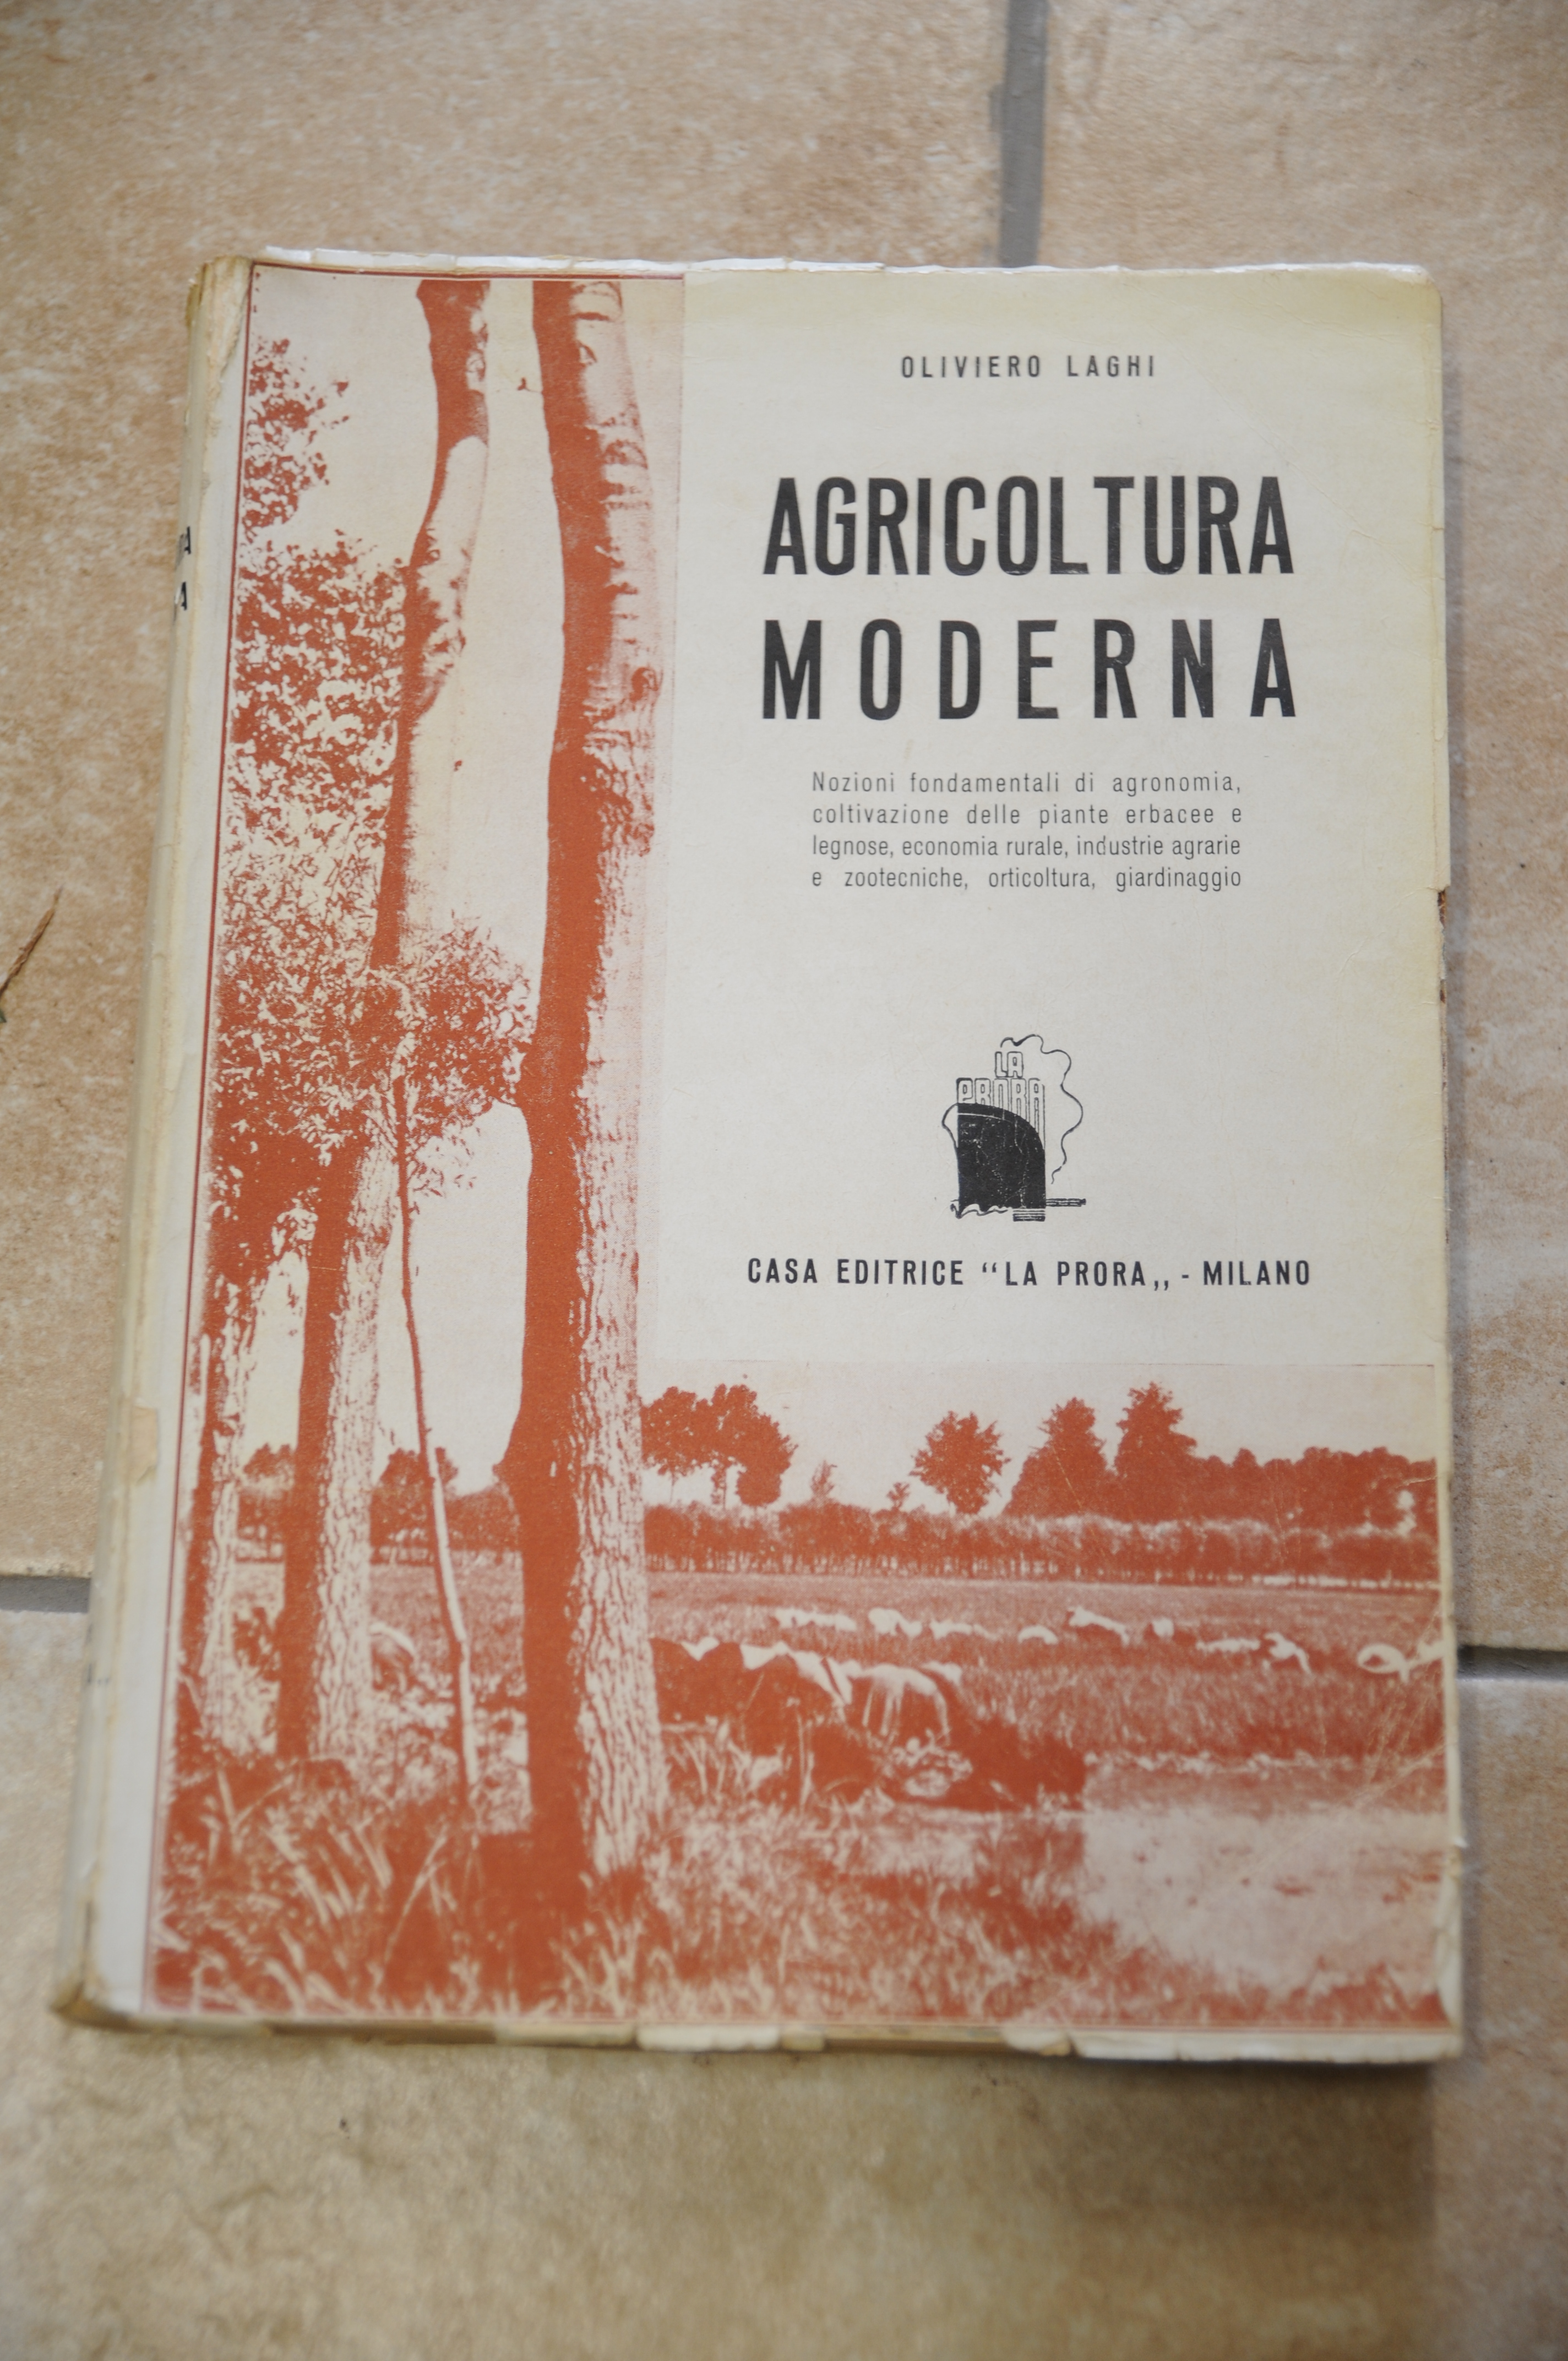 OLIVIERO LAGHI
AGRICOLTURA
MODERNA
Nozioni fondamentali di agronomia,
coltivazione delle piante erbacee e
legnose, economia rurale, industrie agrarie
e zootecniche, orticoltura, giardinaggio
LA
PRORA
CASA EDITRICE “LA PRORA„ - MILANO